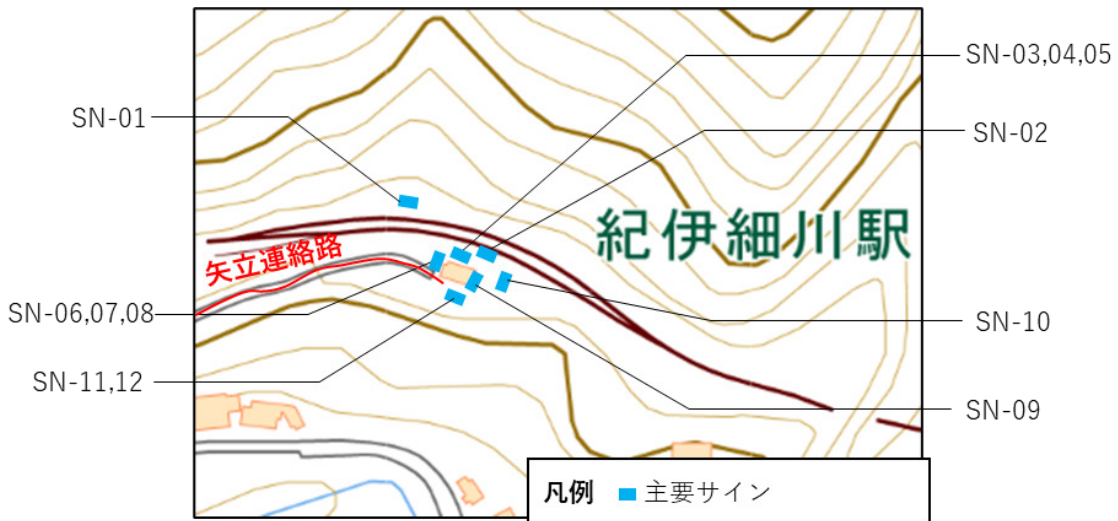 SN-03,04,05
SN-01
SN-02
紀伊細川駅
矢立連絡路
SN-06,07,08
SN-10
SN-11,12
SN-09
凡例 主要サイン